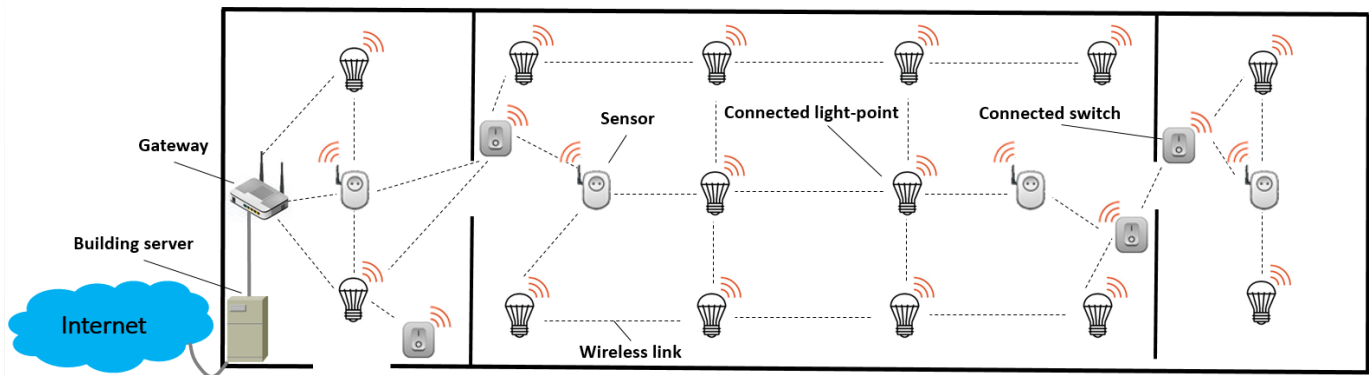 Gateway
Sensor
Connected light-point
Connected switch
Building server
Internet
Wireless link